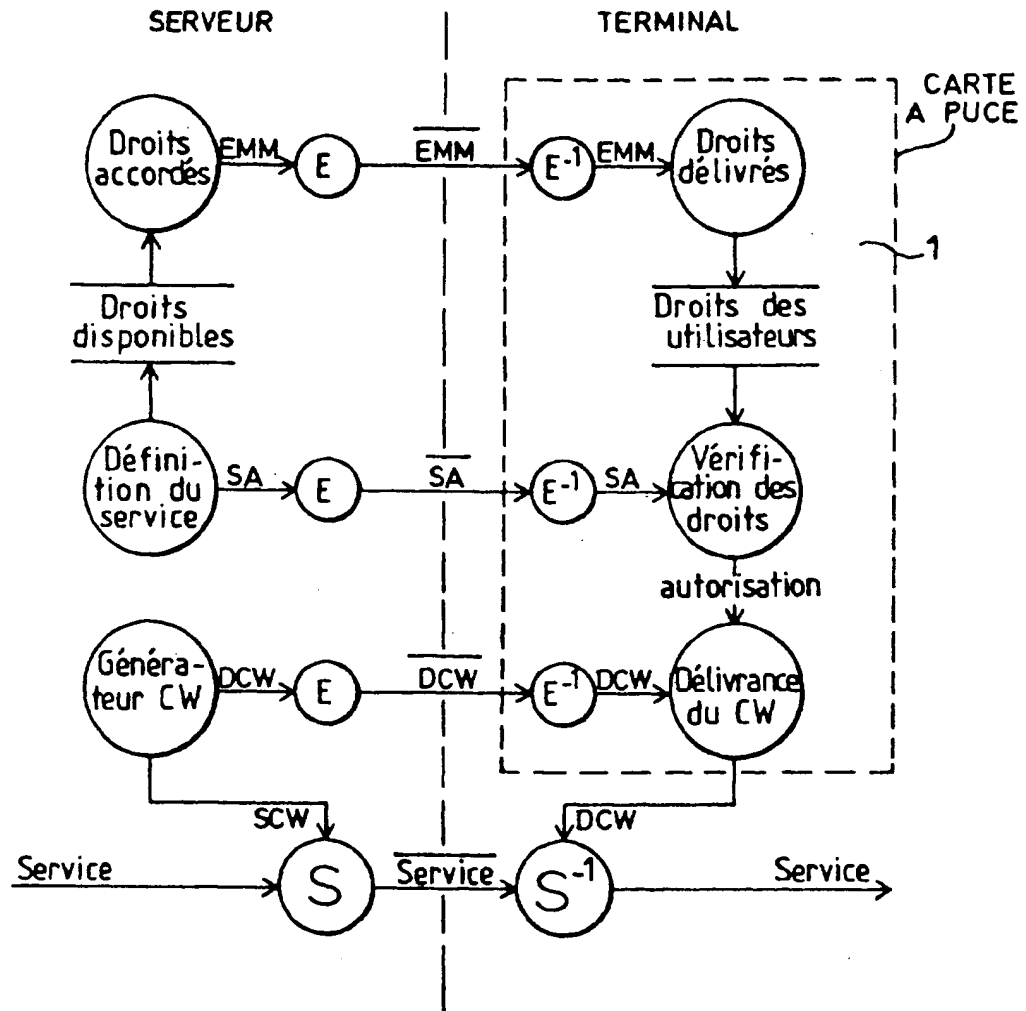 SERVEUR
TERMINAL
CARTE
A PUCE
Droits
accordés
EMM
E
EMM
E-1
EMM
Droits
délivrés
1
Droits
disponibles
Droits des
utilisateurs
Défini-
tion du
service
SA
E
SA
E-1
SA
Vérifi-
cation des
droits
autorisation
Généra-
teur CW
DCW
E
DCW
E-1
DCW
Délivrance
du CW
SCW
DCW
Service
S
Service
S-1
Service